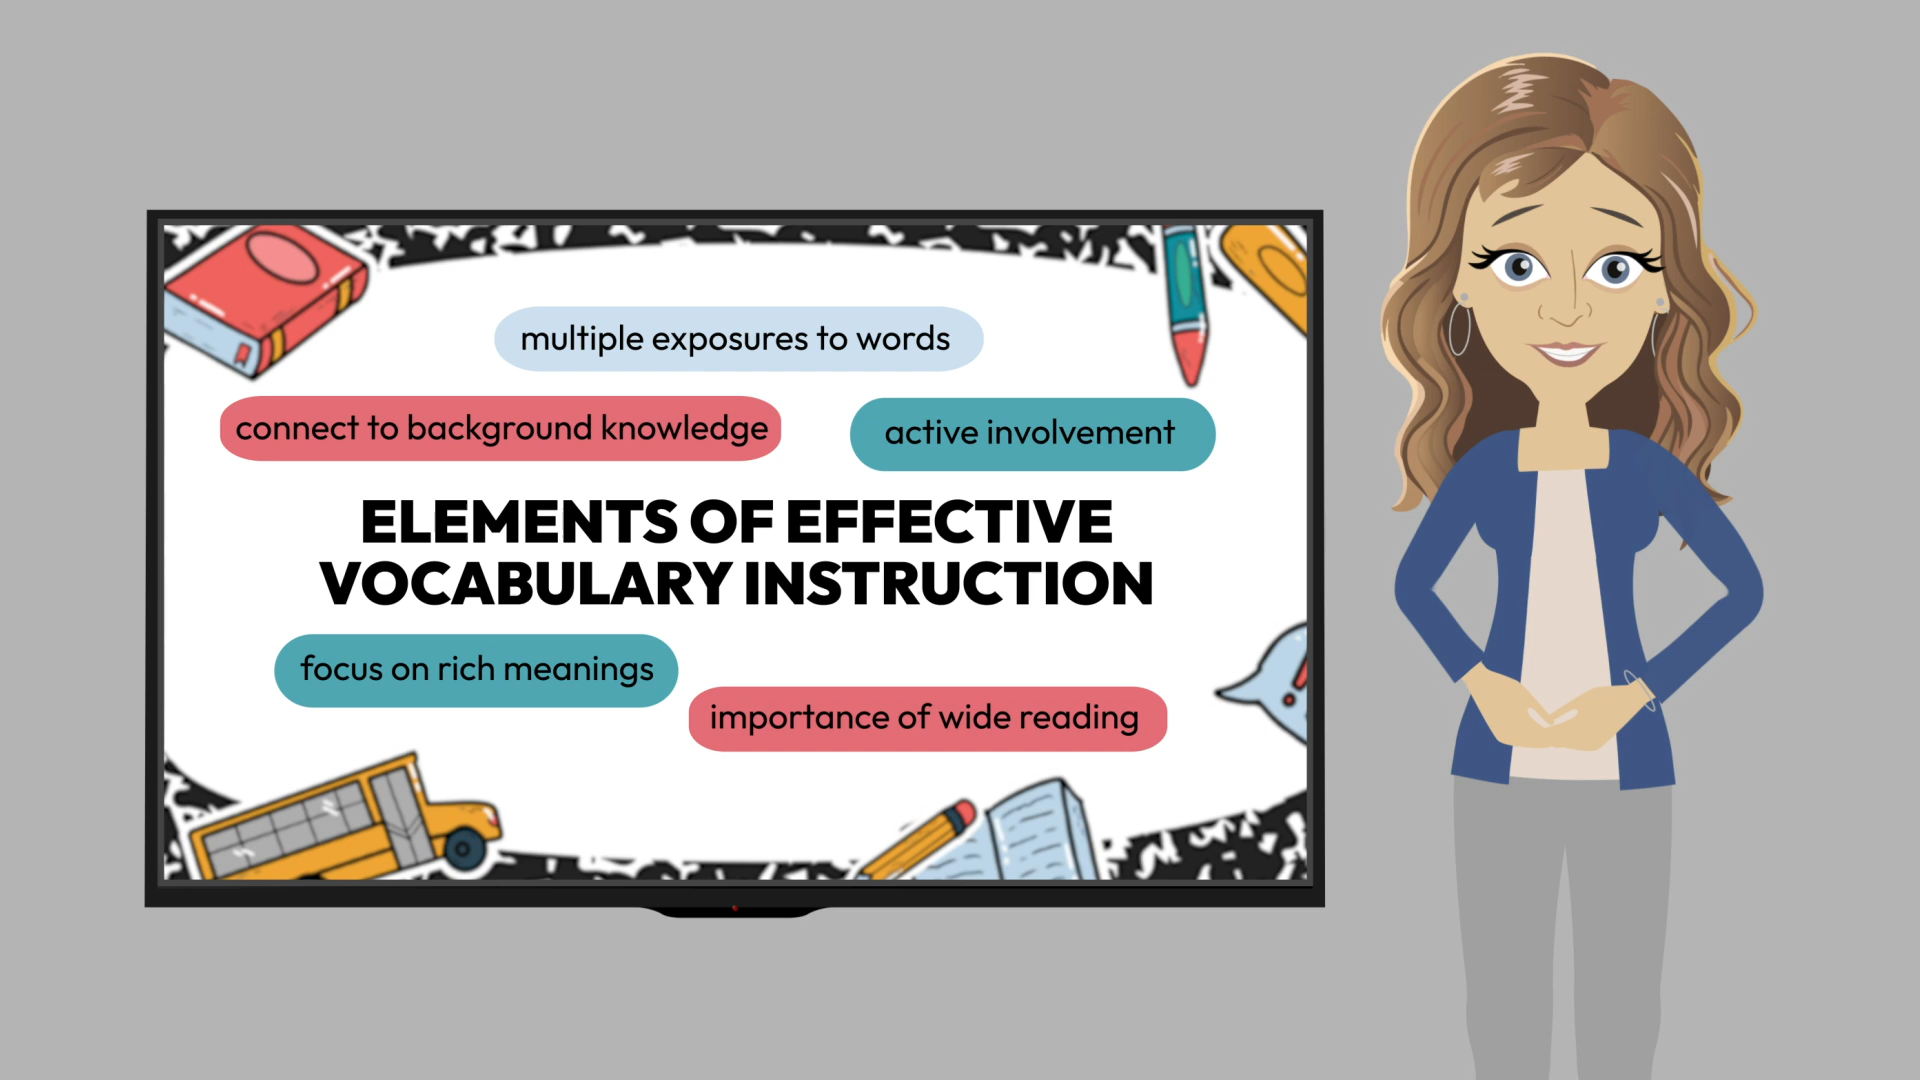 multiple exposures to words
connect to background knowledge
active involvement
ELEMENTS OF EFFECTIVE
VOCABULARY INSTRUCTION
focus on rich meanings
importance of wide reading